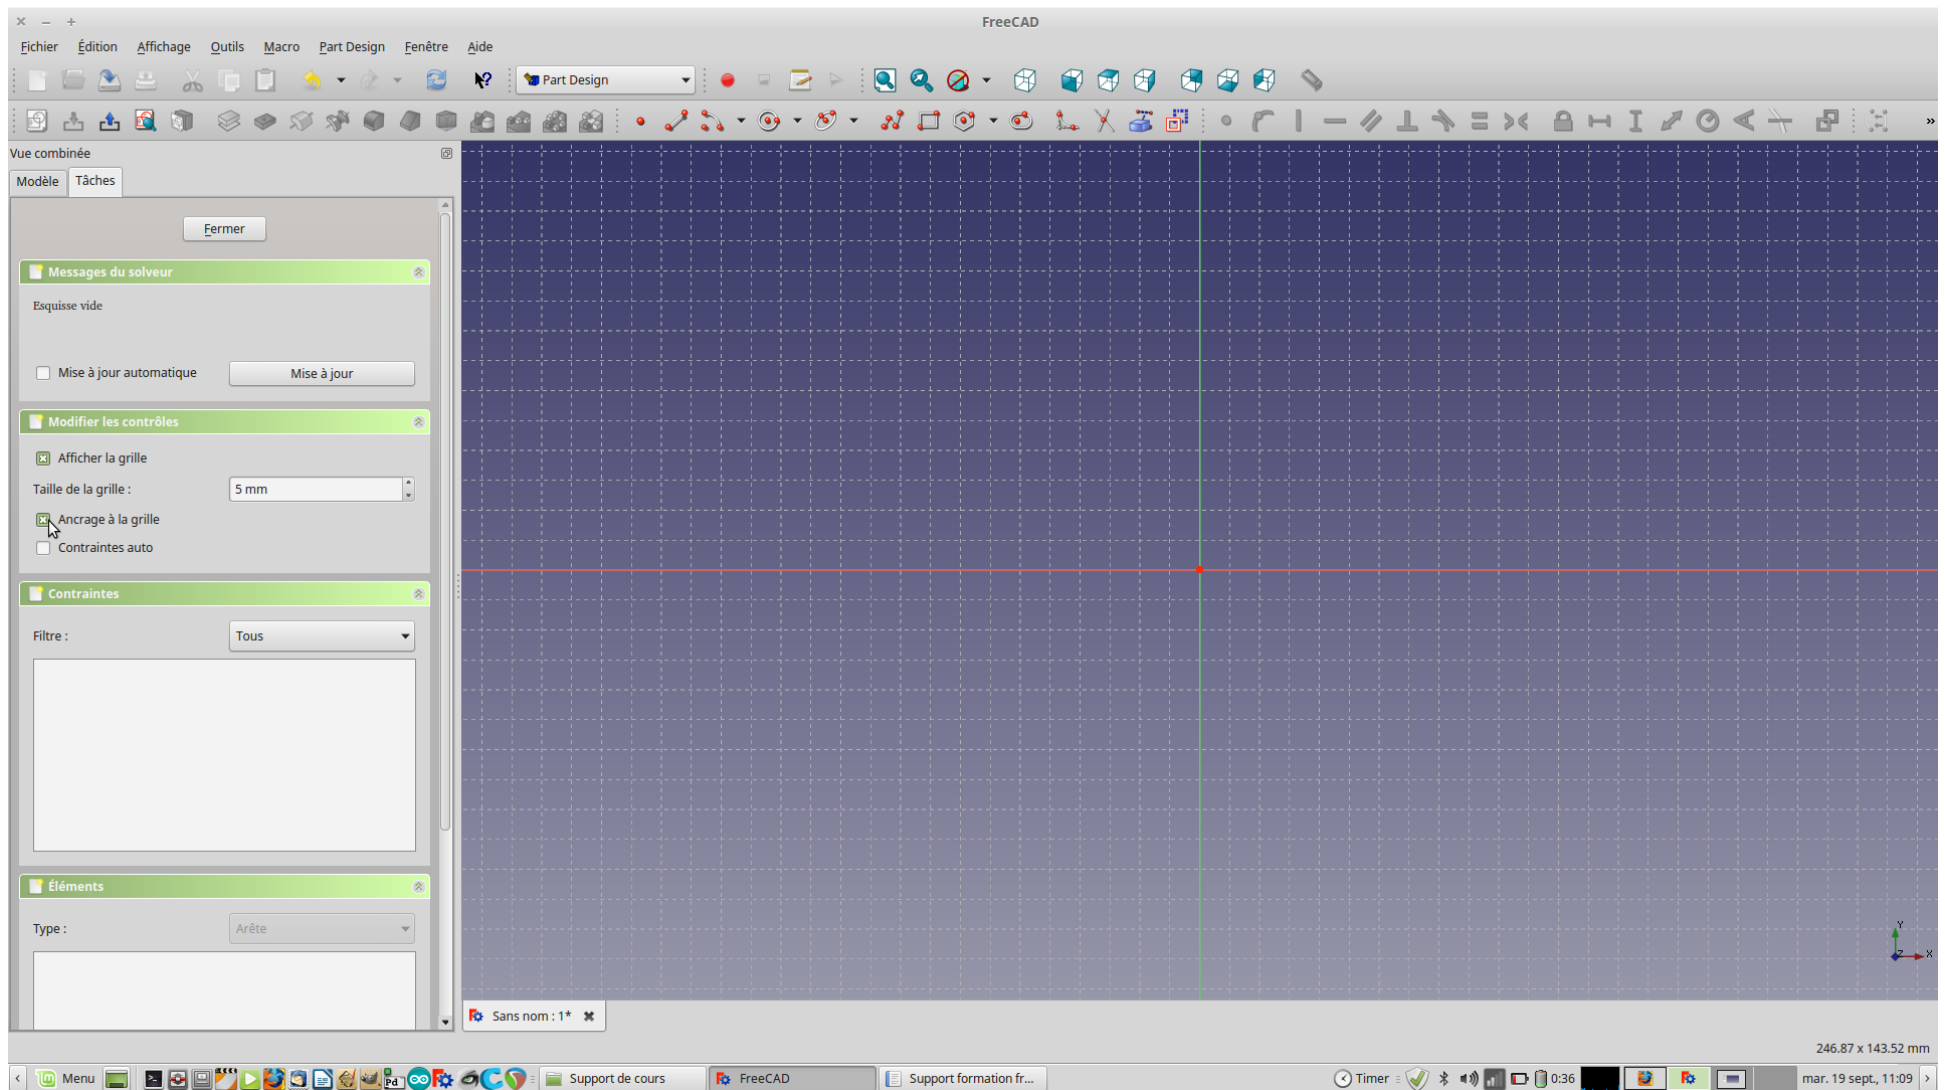 FreeCAD
Fichier Édition Affichage Outils Macro Part Design Fenêtre Aide
Part Design
Vue combinée
Modèle Tâches
Fermer
Messages du solveur
Esquisse vide
Mise à jour automatique Mise à jour
Modifier les contrôles
Afficher la grille
Taille de la grille : 5 mm
Ancrage à la grille
Contraintes auto
Contraintes
Filtre : Tous
Éléments
Type : Arête
Y
Z X
Sans nom : 1*
246.87 x 143.52 mm
Menu Pd Support de cours FreeCAD Support formation fr... Timer 0:36 mar. 19 sept., 11:09